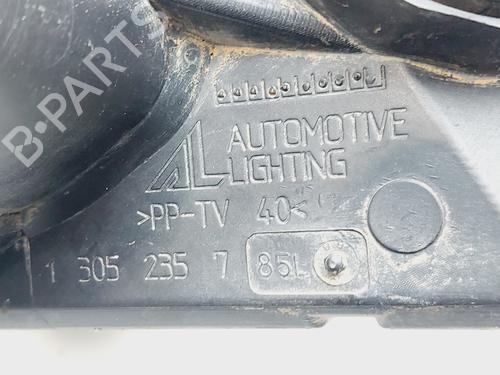 B-PARTS
AL AUTOMOTIVE
LIGHTING
>PP-TV 40<
1 305 235 7 85L